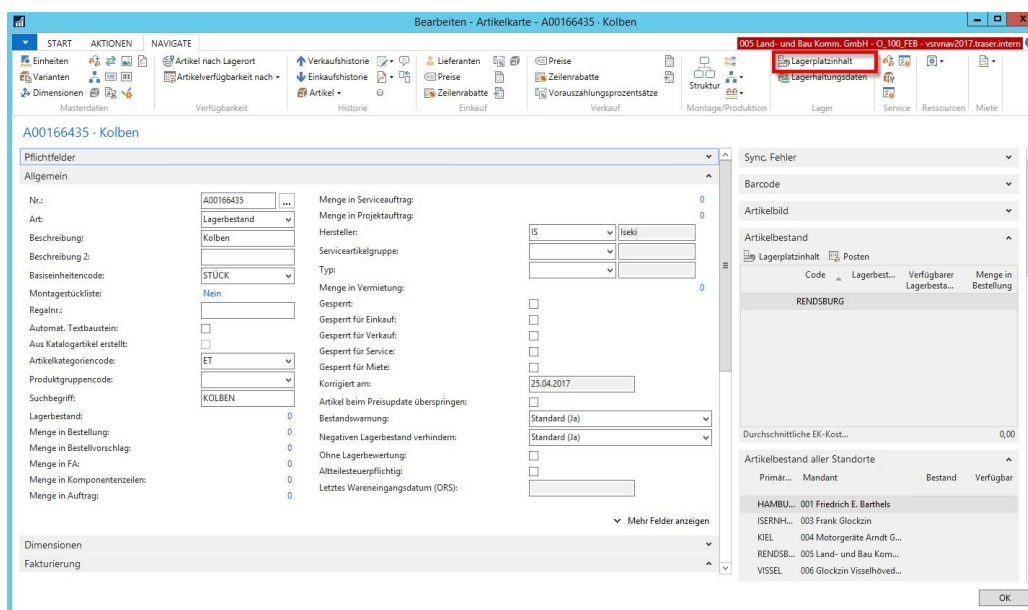 Bearbeiten - Artikelkarte - A00166435 · Kolben
START AKTIONEN NAVIGATE
005 Land- und Bau Komm. GmbH - O_100_FEB - vsrvnav2017.traser.intern
Einheiten
Varianten
Dimensionen
Masterdaten
Artikel nach Lagerort
Artikelverfügbarkeit nach
Verfügbarkeit
Verkaufshistorie
Einkaufshistorie
Artikel
Historie
Lieferanten
Preise
Zeilenrabatte
Einkauf
Preise
Zeilenrabatte
Vorauszahlungsprozentsätze
Verkauf
Struktur
Montage/Produktion
Lagerplatzinhalt
Lagerhaltungsdaten
Lager
Service
Ressourcen
Miete
A00166435 · Kolben
Pflichtfelder
Allgemein
Nr.: A00166435 ...
Art: Lagerbestand
Beschreibung: Kolben
Beschreibung 2:
Basiseinheitencode: STÜCK
Montagestückliste: Nein
Regalnr.:
Automat. Textbaustein:
Aus Katalogartikel erstellt:
Artikelkategoriencode: ET
Produktgruppencode:
Suchbegriff: KOLBEN
Lagerbestand: 0
Menge in Bestellung: 0
Menge in Bestellvorschlag: 0
Menge in FA: 0
Menge in Komponentenzeilen: 0
Menge in Auftrag: 0
Menge in Serviceauftrag: 0
Menge in Projektauftrag: 0
Hersteller: IS Iseki
Serviceartikelgruppe:
Typ:
Menge in Vermietung: 0
Gesperrt:
Gesperrt für Einkauf:
Gesperrt für Verkauf:
Gesperrt für Service:
Gesperrt für Miete:
Korrigiert am: 25.04.2017
Artikel beim Preisupdate überspringen:
Bestandswarnung: Standard (Ja)
Negativen Lagerbestand verhindern: Standard (Ja)
Ohne Lagerbewertung:
Altteilesteuerpflichtig:
Letztes Wareneingangsdatum (ORS):
Mehr Felder anzeigen
Dimensionen
Fakturierung
Sync. Fehler
Barcode
Artikelbild
Artikelbestand
Lagerplatzinhalt Posten
Code Lagerbest... Verfügbarer Lagerbesta... Menge in Bestellung
RENDSBURG
Durchschnittliche EK-Kost... 0,00
Artikelbestand aller Standorte
Primär... Mandant Bestand Verfügbar
HAMBU... 001 Friedrich E. Barthels
ISERNH... 003 Frank Glockzin
KIEL 004 Motorgeräte Arndt G...
RENDSB... 005 Land- und Bau Kom...
VISSEL 006 Glockzin Visselhöved...
OK